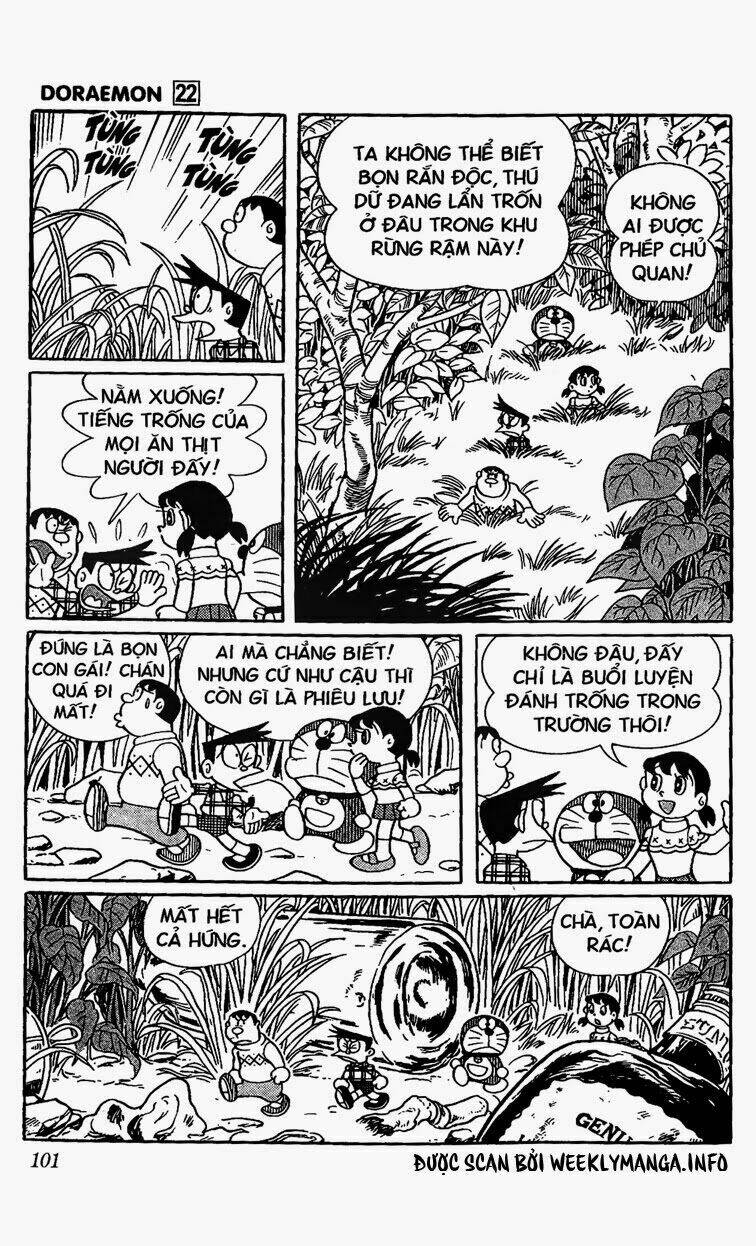 DORAEMON 22
TÙNG
TÙNG
TÙNG
TÙNG
TA KHÔNG THỂ BIẾT
BỌN RẮN ĐỘC, THÚ
DỮ ĐANG LẨN TRỐN
Ở ĐÂU TRONG KHU
RỪNG RẬM NÀY!
KHÔNG
AI ĐƯỢC
PHÉP CHỦ
QUAN!
NẰM XUỐNG!
TIẾNG TRỐNG CỦA
MỌI ĂN THỊT
NGƯỜI ĐẤY!
ĐÚNG LÀ BỌN
CON GÁI! CHÁN
QUÁ ĐI
MẤT!
AI MÀ CHẲNG BIẾT!
NHƯNG CỨ NHƯ CẬU THÌ
CÒN GÌ LÀ PHIÊU LƯU!
KHÔNG ĐÂU, ĐẤY
CHỈ LÀ BUỔI LUYỆN
ĐÁNH TRỐNG TRONG
TRƯỜNG THÔI!
MẤT HẾT
CẢ HỨNG.
CHÀ, TOÀN
RÁC!
101
ĐƯỢC SCAN BỞI WEEKLYMANGA.INFO